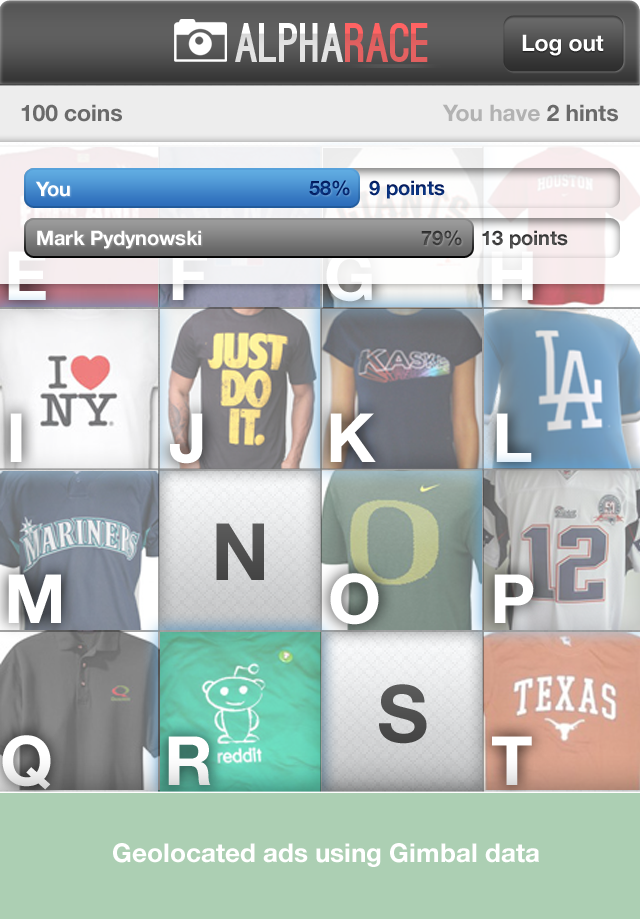 ALPHARACE
Log out
100 coins
You have 2 hints
HOUSTON
You 58% 9 points
GIANTS
Mark Pydynowski 79% 13 points
E F G H
I ♥
NY
I
JUST
DO
IT.
J
K
LA
L
MARINERS
M
N
O
O
12
P
Q
reddit
R
S
TEXAS
T
Geolocated ads using Gimbal data